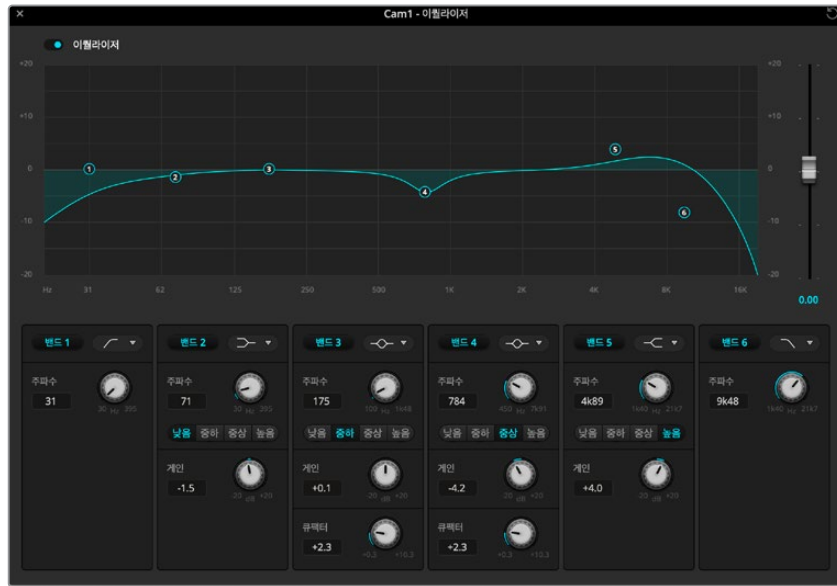 × Cam1 - 이퀄라이저
이퀄라이저
+20 +20
+10 +10
0 0
-10 -10
-20 -20
1 2 3 4 5 6
Hz 31 62 125 250 500 1K 2K 4K 8K 16K
0.00
밴드 1 밴드 2 밴드 3 밴드 4 밴드 5 밴드 6
주파수 주파수 주파수 주파수 주파수 주파수
31 71 175 784 4k89 9k48
30 Hz 395 30 Hz 395 100 Hz 1k48 450 Hz 7k91 1k40 Hz 21k7 1k40 Hz 21k7
낮음 중하 중상 높음 낮음 중하 중상 높음 낮음 중하 중상 높음 낮음 중하 중상 높음
게인 게인 게인 게인
-1.5 +0.1 -4.2 +4.0
-20 dB +20 -20 dB +20 -20 dB +20 -20 dB +20
큐팩터 큐팩터
+2.3 +2.3
+0.3 +10.3 +0.3 +10.3